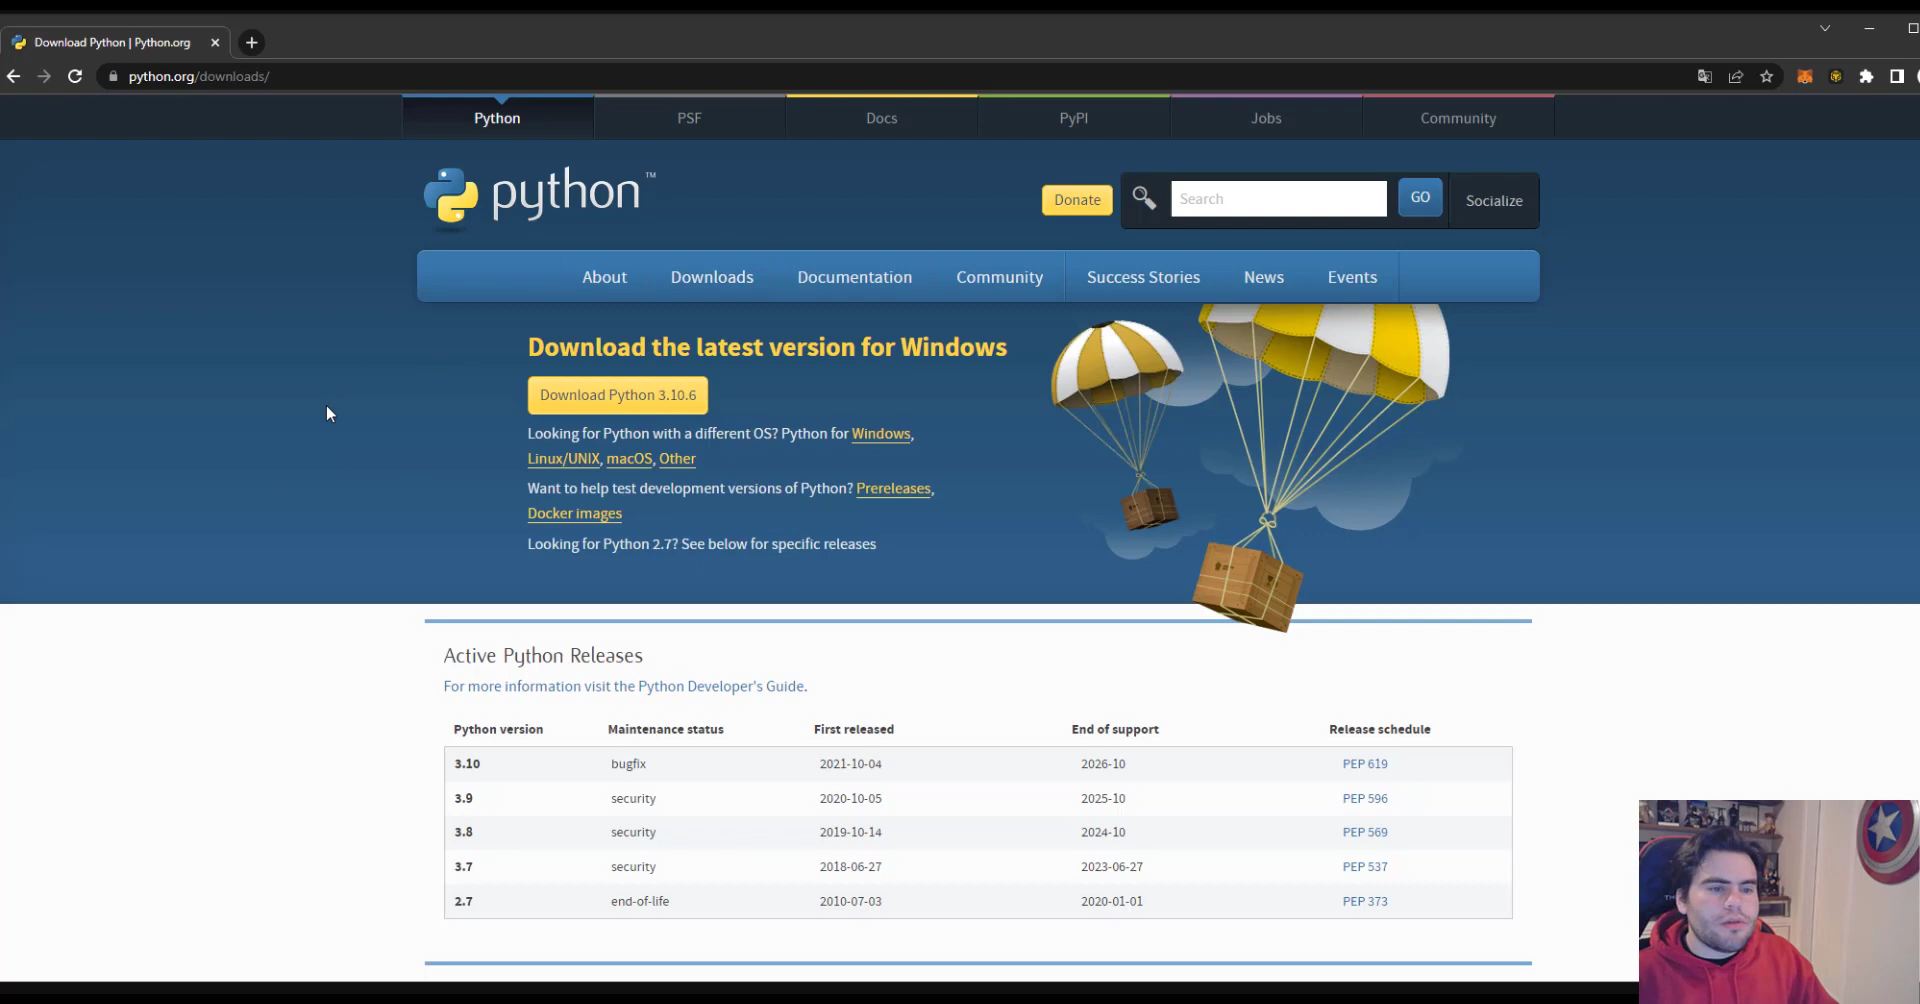 Download Python | Python.org
python.org/downloads/
Python PSF Docs PyPI Jobs Community
python™
Donate Search GO Socialize
About Downloads Documentation Community Success Stories News Events
Download the latest version for Windows
Download Python 3.10.6
Looking for Python with a different OS? Python for Windows,
Linux/UNIX, macOS, Other
Want to help test development versions of Python? Prereleases,
Docker images
Looking for Python 2.7? See below for specific releases
Active Python Releases
For more information visit the Python Developer's Guide.
Python version Maintenance status First released End of support Release schedule
3.10 bugfix 2021-10-04 2026-10 PEP 619
3.9 security 2020-10-05 2025-10 PEP 596
3.8 security 2019-10-14 2024-10 PEP 569
3.7 security 2018-06-27 2023-06-27 PEP 537
2.7 end-of-life 2010-07-03 2020-01-01 PEP 373